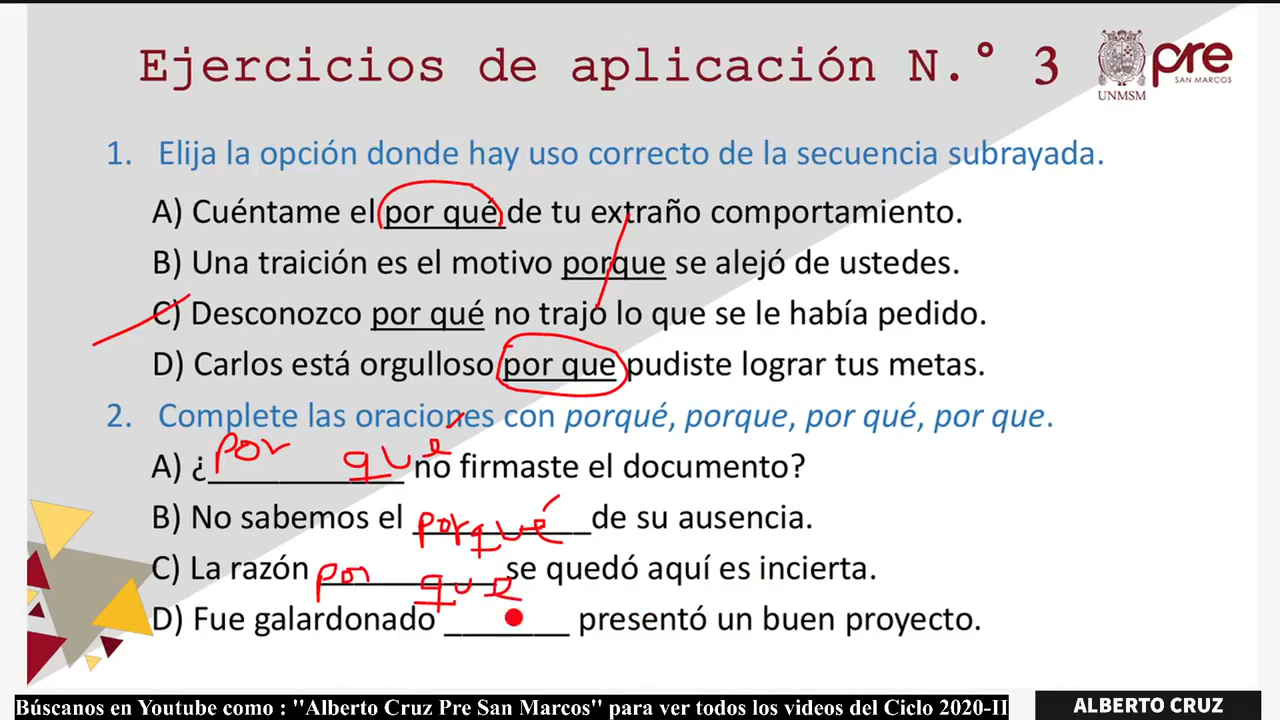 Ejercicios de aplicación N.° 3
UNMSM
pre
SAN MARCOS
1. Elija la opción donde hay uso correcto de la secuencia subrayada.
A) Cuéntame el por qué de tu extraño comportamiento.
B) Una traición es el motivo porque se alejó de ustedes.
C) Desconozco por qué no trajo lo que se le había pedido.
D) Carlos está orgulloso por que pudiste lograr tus metas.
2. Complete las oraciones con porqué, porque, por qué, por que.
A) ¿ por qué no firmaste el documento?
B) No sabemos el porqué de su ausencia.
C) La razón por que se quedó aquí es incierta.
D) Fue galardonado _______ presentó un buen proyecto.
Búscanos en Youtube como : "Alberto Cruz Pre San Marcos" para ver todos los videos del Ciclo 2020-II
ALBERTO CRUZ